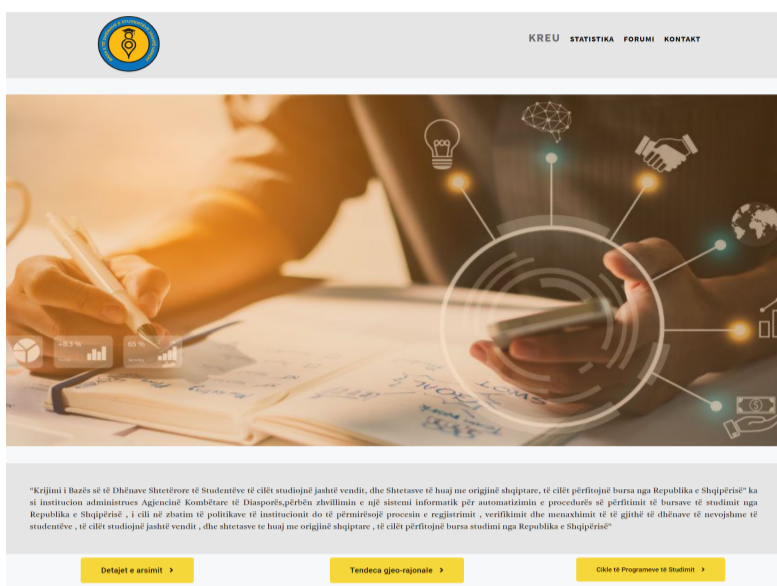 KREU STATISTIKA FORUMI KONTAKT
+8.3 %
65 %
SWOT
"Krijimi i Bazës së të Dhënave Shtetërore të Studentëve të cilët studiojnë jashtë vendit, dhe Shtetasve të huaj me origjinë shqiptare, të cilët përfitojnë bursa nga Republika e Shqipërisë" ka
si institucion administrues Agjencinë Kombëtare të Diasporës,përbën zhvillimin e një sistemi informatik për automatizimin e procedurës së përfitimit të bursave të studimit nga
Republika e Shqipërisë , i cili në zbatim të politikave të institucionit do të përmirësojë procesin e rregjistrimit , verifikimit dhe menaxhimit të të gjithë të dhënave të nevojshme të
studentëve , të cilët studiojnë jashtë vendit , dhe shtetasve te huaj me origjinë shqiptare , të cilët përfitojnë bursa studimi nga Republika e Shqipërisë"
Detajet e arsimit >
Tendeca gjeo-rajonale >
Cikle të Programeve të Studimit >